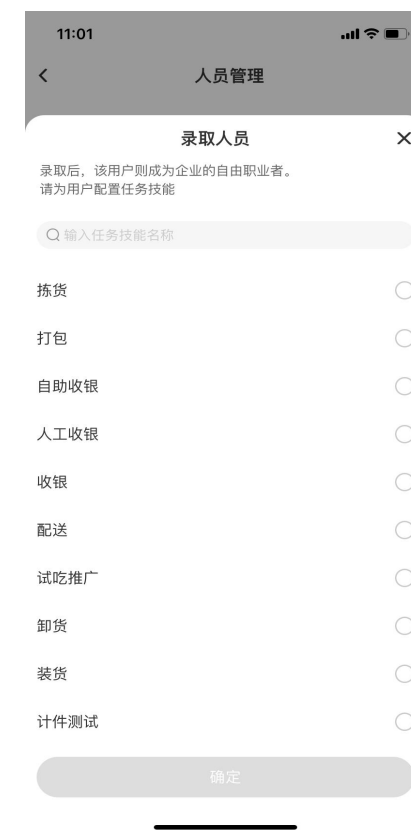 11:01
人员管理
录取人员
录取后，该用户则成为企业的自由职业者。
请为用户配置任务技能
输入任务技能名称
拣货
打包
自助收银
人工收银
收银
配送
试吃推广
卸货
装货
计件测试
确定